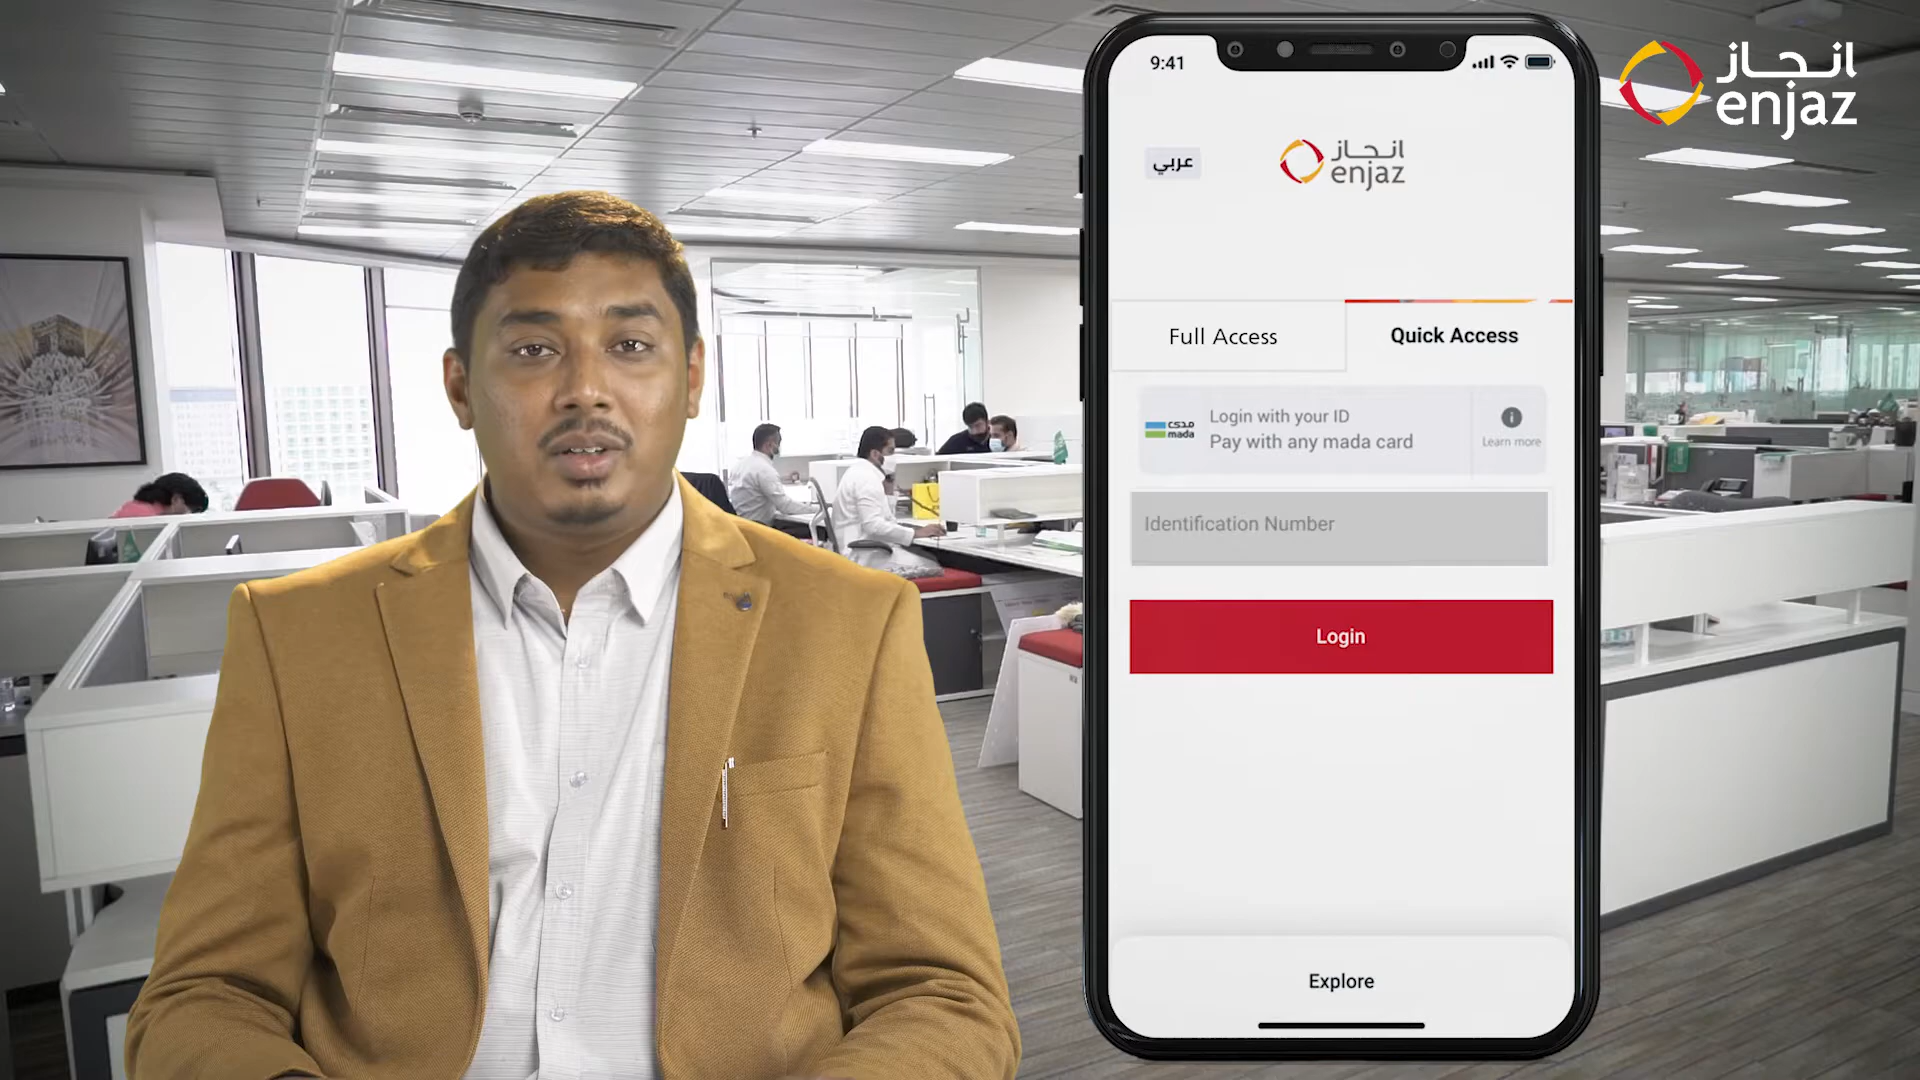 9:41
عربي
انجاز
enjaz
Full Access
Quick Access
مدى
mada
Login with your ID
Pay with any mada card
Learn more
Identification Number
Login
Explore
انجاز
enjaz